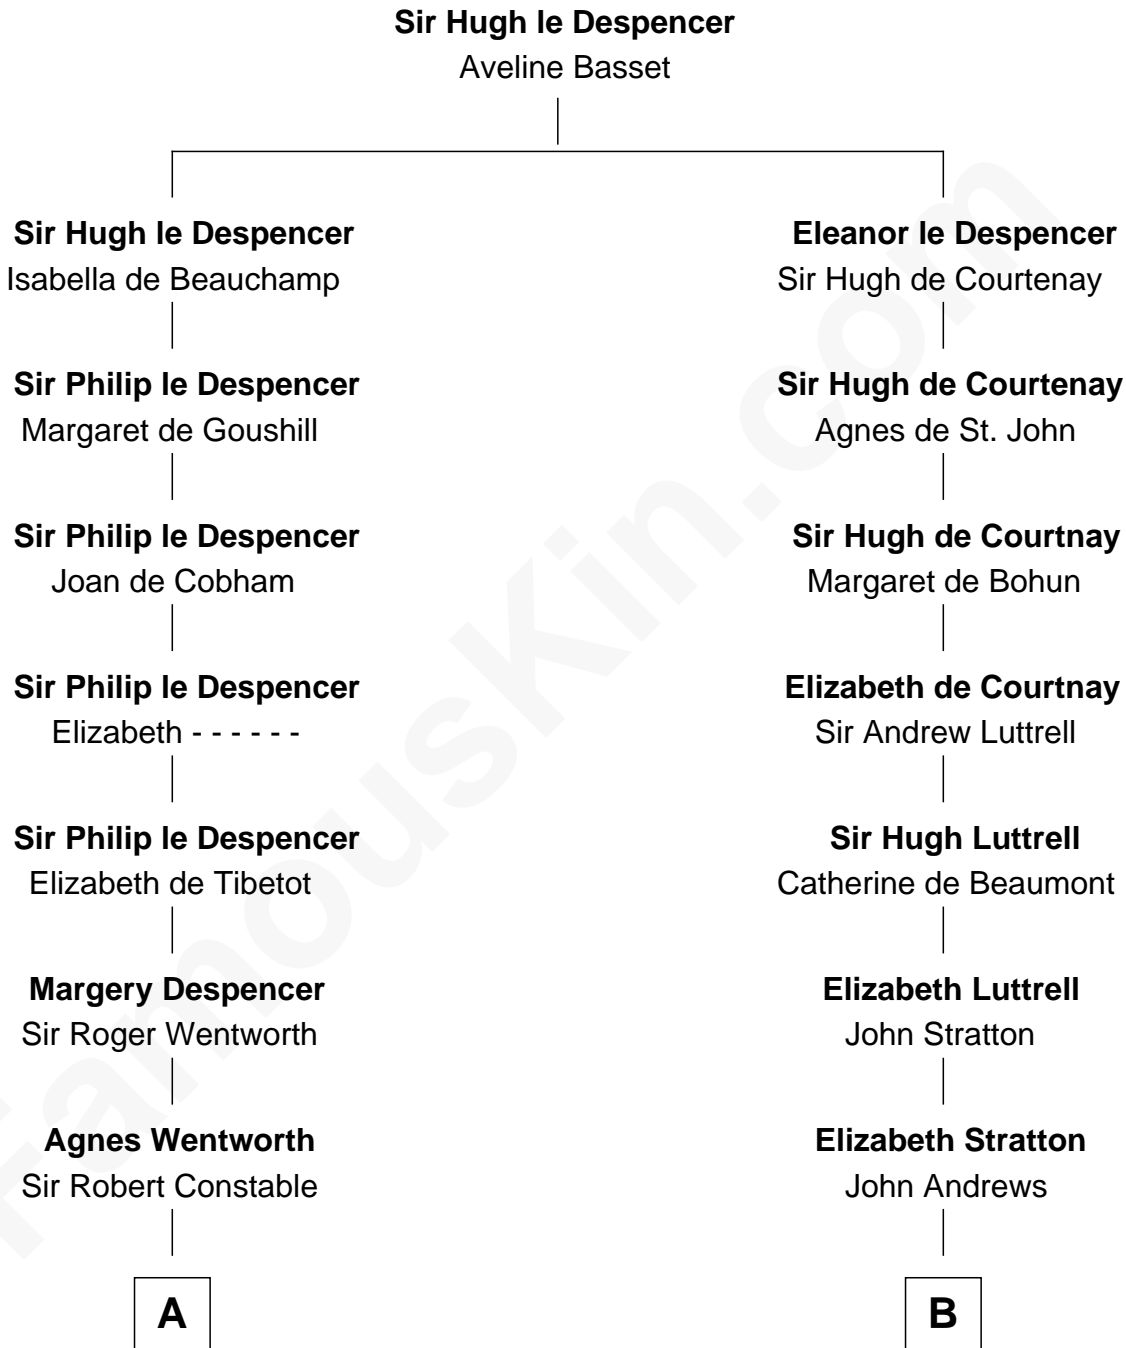 Sir Hugh le Despencer
Aveline Basset
Sir Hugh le Despencer
Isabella de Beauchamp
Sir Philip le Despencer
Margaret de Goushill
Sir Philip le Despencer
Joan de Cobham
Sir Philip le Despencer
Elizabeth - - - - - -
Sir Philip le Despencer
Elizabeth de Tibetot
Margery Despencer
Sir Roger Wentworth
Agnes Wentworth
Sir Robert Constable
A
Eleanor le Despencer
Sir Hugh de Courtenay
Sir Hugh de Courtenay
Agnes de St. John
Sir Hugh de Courtnay
Margaret de Bohun
Elizabeth de Courtnay
Sir Andrew Luttrell
Sir Hugh Luttrell
Catherine de Beaumont
Elizabeth Luttrell
John Stratton
Elizabeth Stratton
John Andrews
B
FamousKin.com